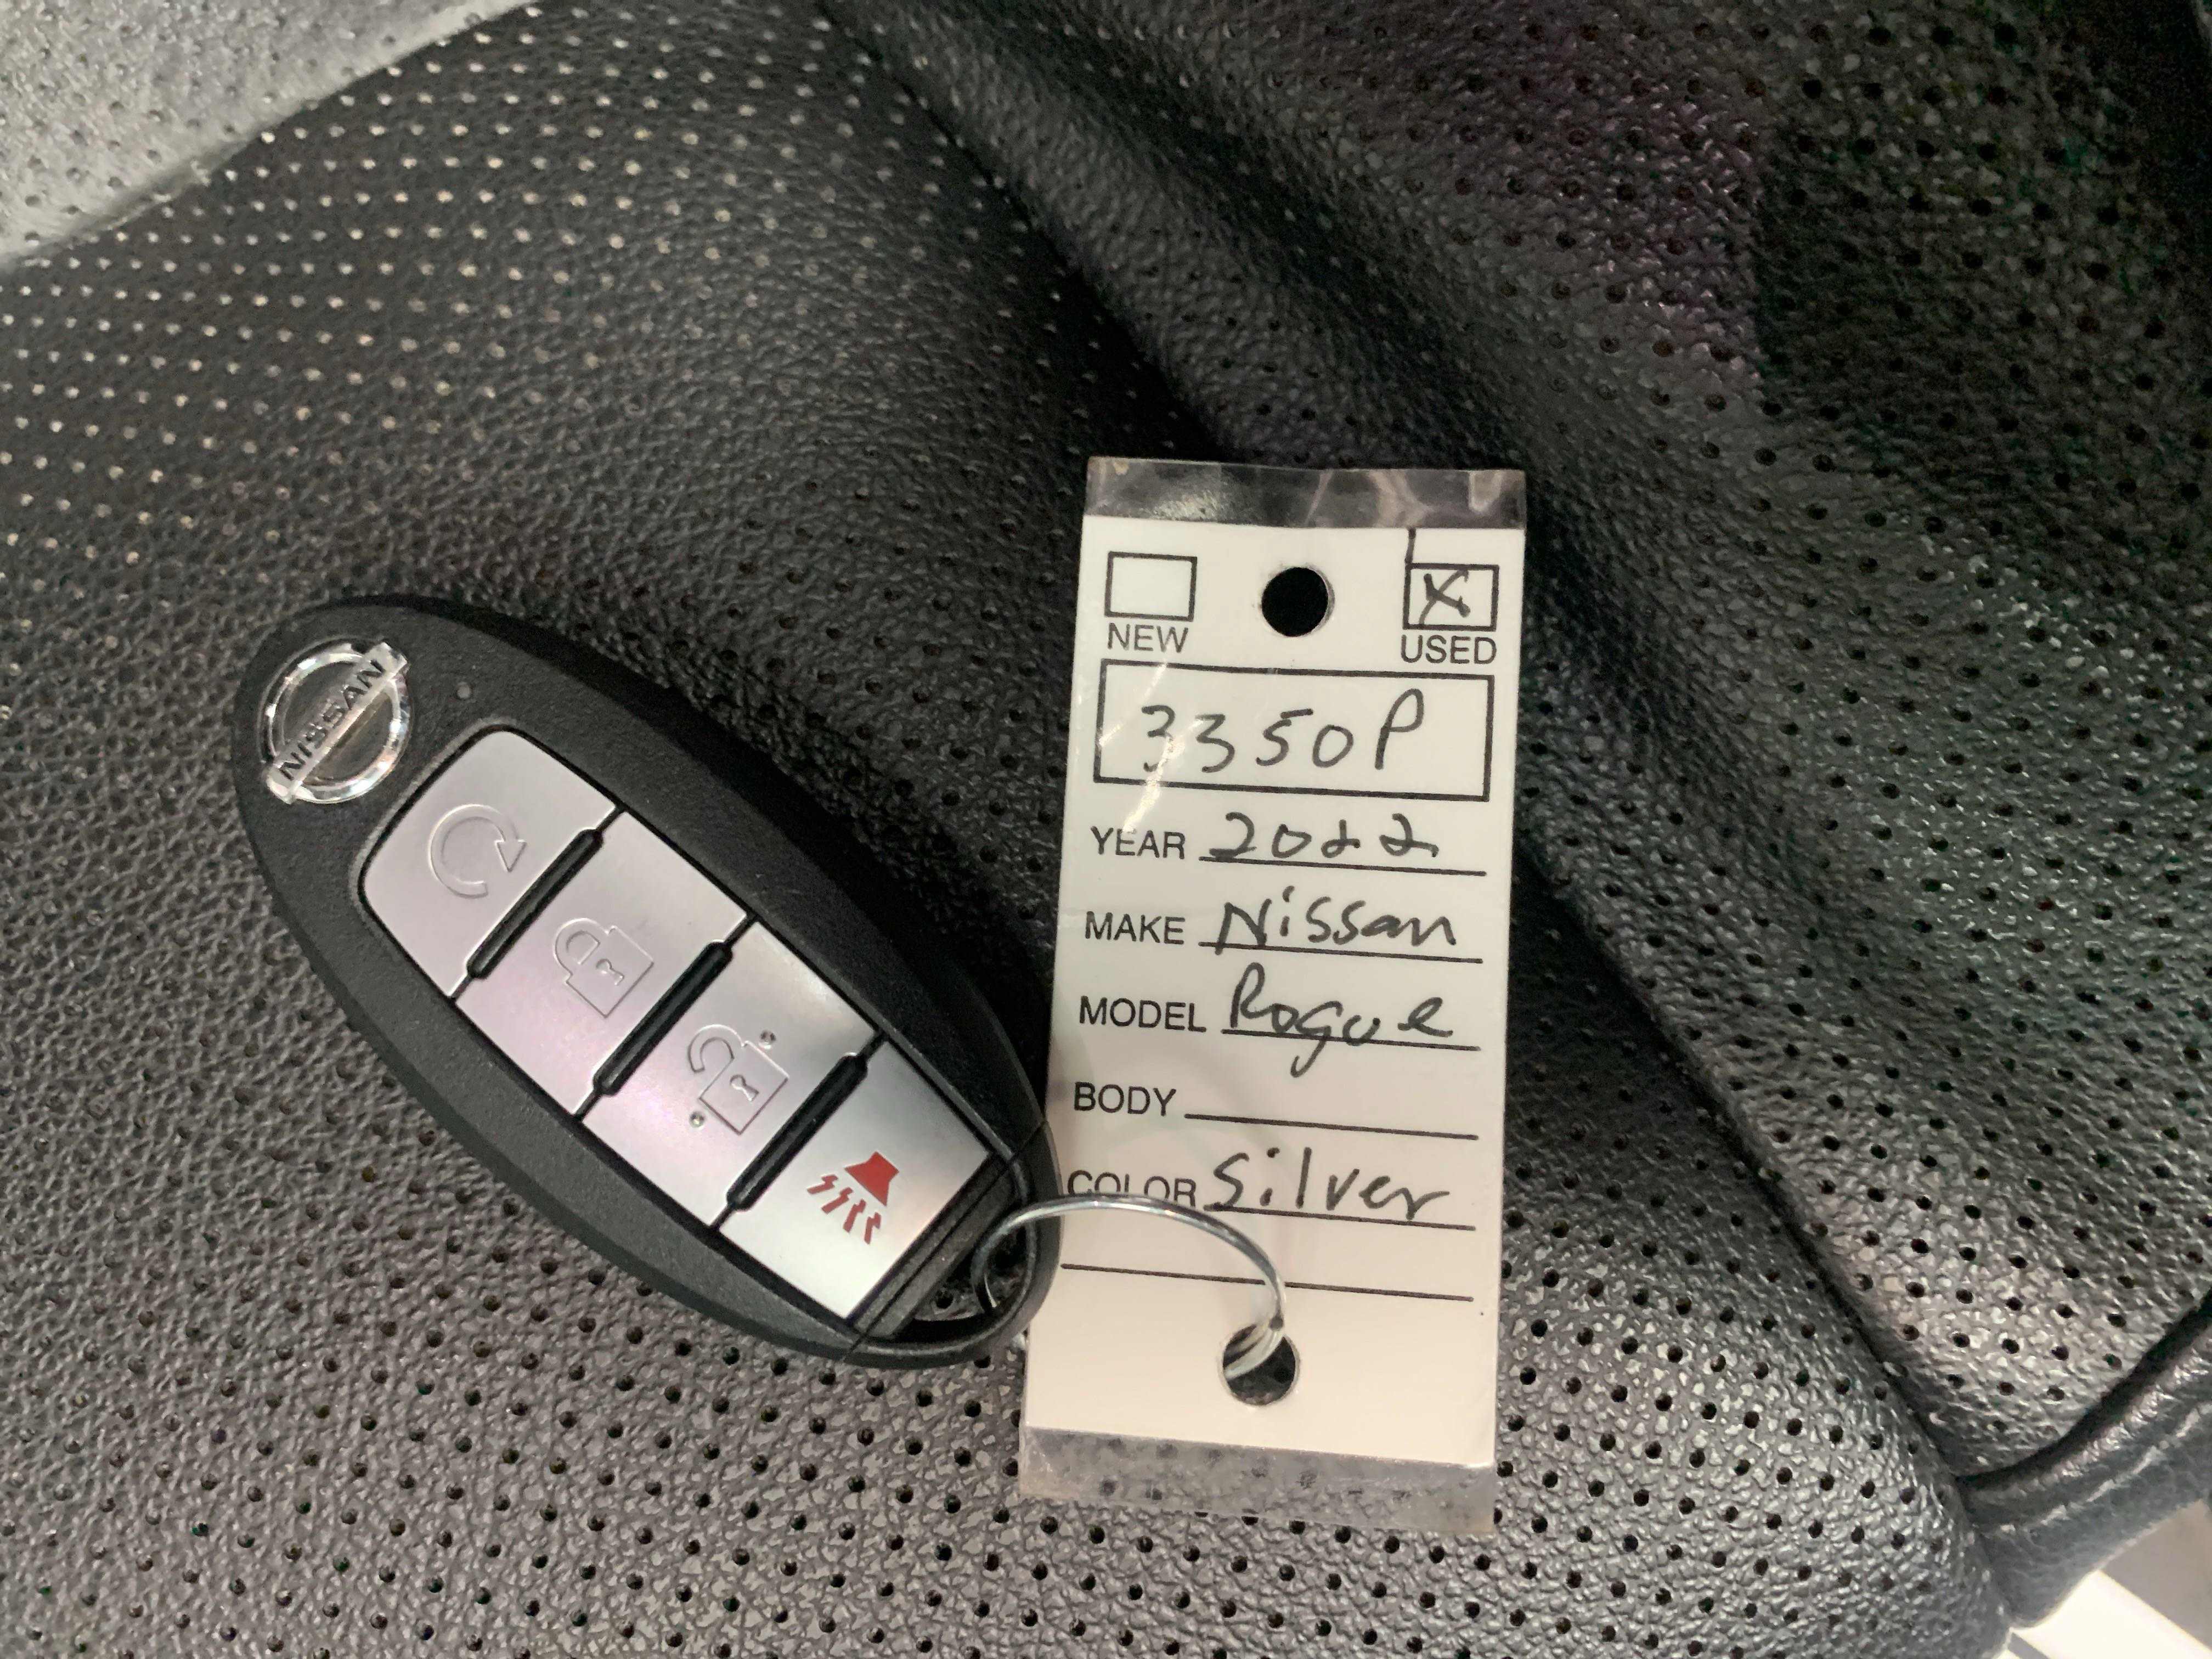 NISSAN
NEW
X USED
3350P
YEAR 2022
MAKE Nissan
MODEL Rogue
BODY
COLOR Silver